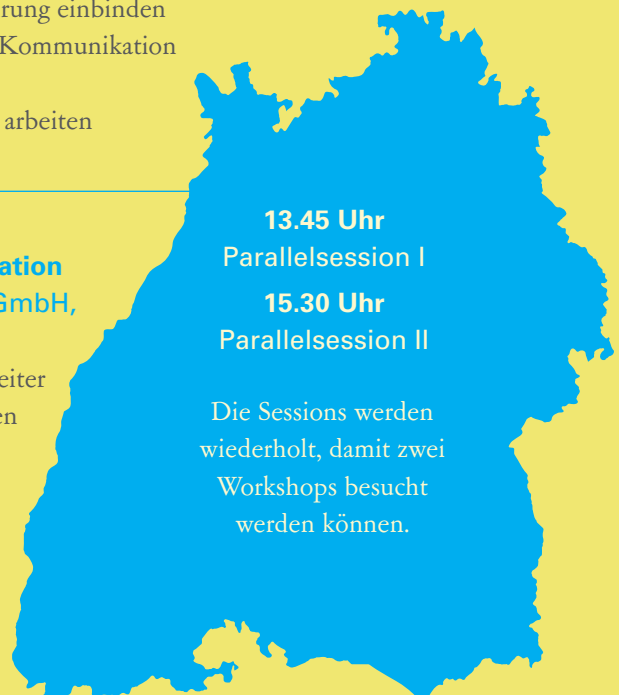 rung einbinden
Kommunikation
arbeiten
ation
GmbH,
eiter
en
13.45 Uhr
Parallelsession I
15.30 Uhr
Parallelsession II
Die Sessions werden
wiederholt, damit zwei
Workshops besucht
werden können.